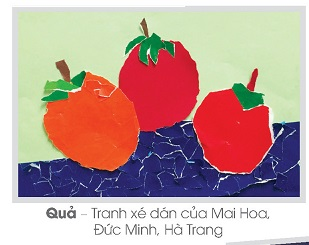 Quả – Tranh xé dán của Mai Hoa,
Đức Minh, Hà Trang